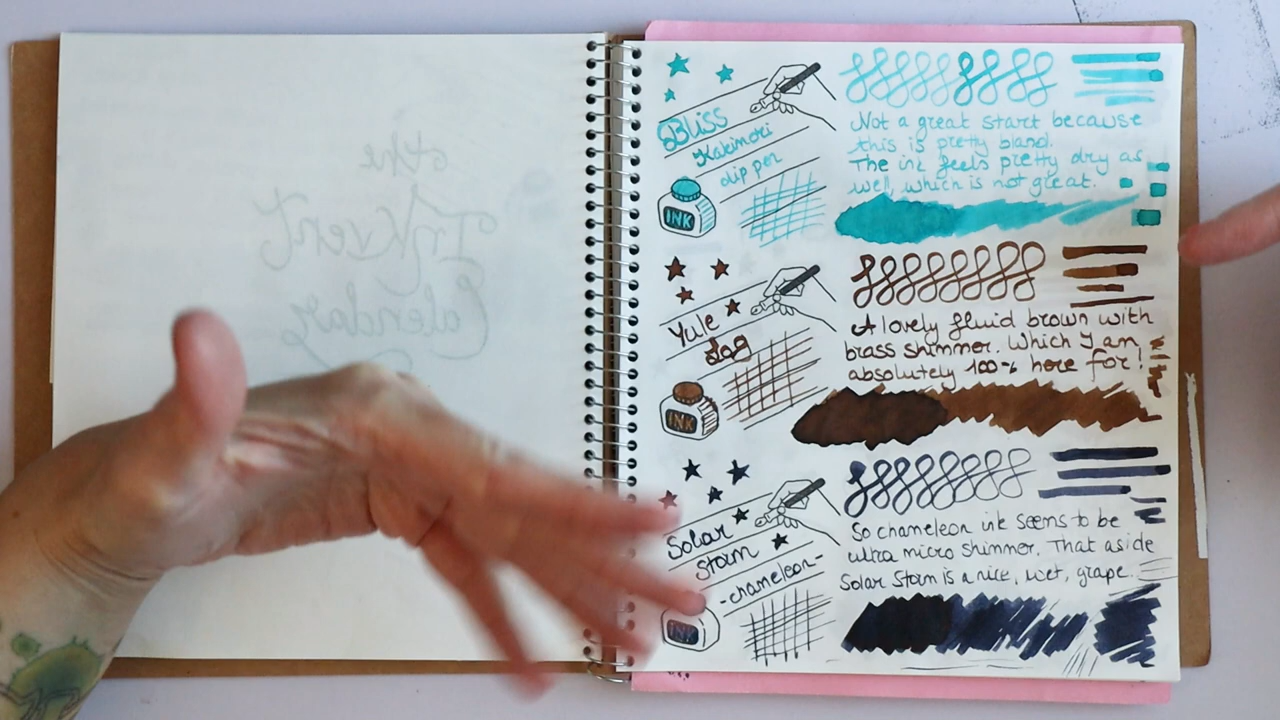 the
Inkvent
Calendar
Bliss
Kakimori
dip pen
INK
Not a great start because
this is pretty bland.
The ink feels pretty dry as
well, which is not great.
Yule
Log
INK
A lovely fluid brown with
brass shimmer. Which I am
absolutely 100% here for!
Solar
Storm
-chameleon-
INK
So chameleon ink seems to be
ultra micro shimmer. That aside
Solar Storm is a nice, wet, grape.